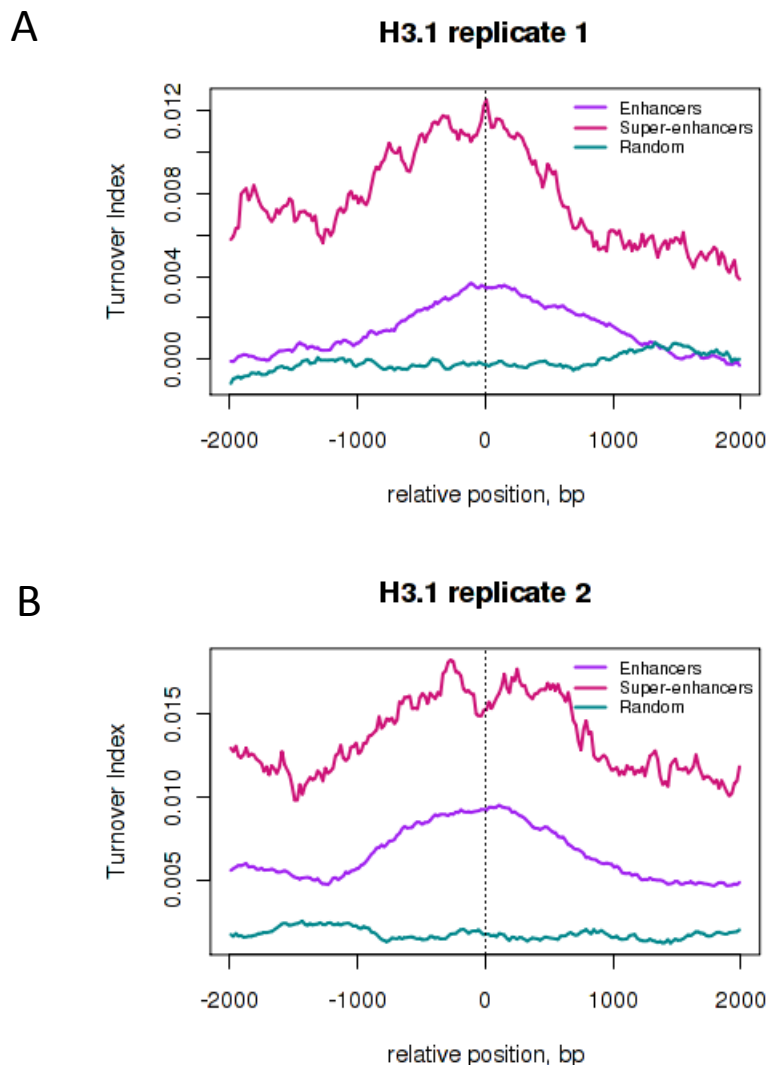 A
H3.1 replicate 1
Turnover Index
0.012
0.008
0.004
0.000
Enhancers
Super-enhancers
Random
-2000 -1000 0 1000 2000
relative position, bp
B
H3.1 replicate 2
Turnover Index
0.015
0.010
0.005
Enhancers
Super-enhancers
Random
-2000 -1000 0 1000 2000
relative position, bp